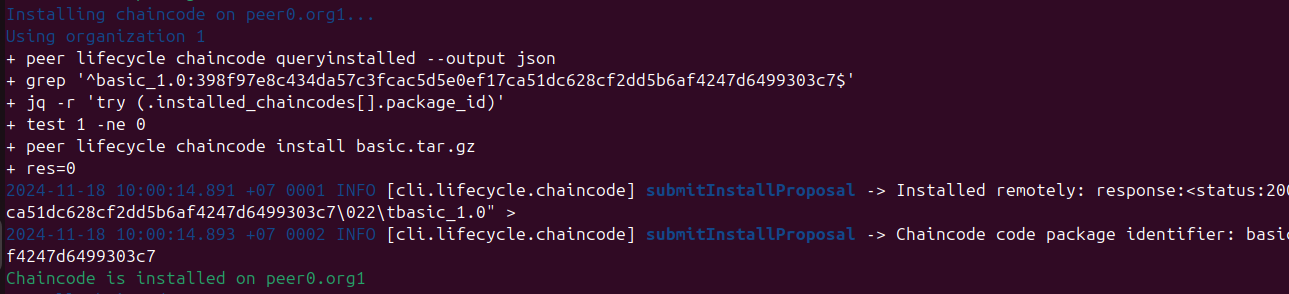 Installing chaincode on peer0.org1...
Using organization 1
+ peer lifecycle chaincode queryinstalled --output json
+ grep '^basic_1.0:398f97e8c434da57c3fcac5d5e0ef17ca51dc628cf2dd5b6af4247d6499303c7$'
+ jq -r 'try (.installed_chaincodes[].package_id)'
+ test 1 -ne 0
+ peer lifecycle chaincode install basic.tar.gz
+ res=0
2024-11-18 10:00:14.891 +07 0001 INFO [cli.lifecycle.chaincode] submitInstallProposal -> Installed remotely: response:<status:200
ca51dc628cf2dd5b6af4247d6499303c7\022\tbasic_1.0" >
2024-11-18 10:00:14.893 +07 0002 INFO [cli.lifecycle.chaincode] submitInstallProposal -> Chaincode code package identifier: basic
f4247d6499303c7
Chaincode is installed on peer0.org1